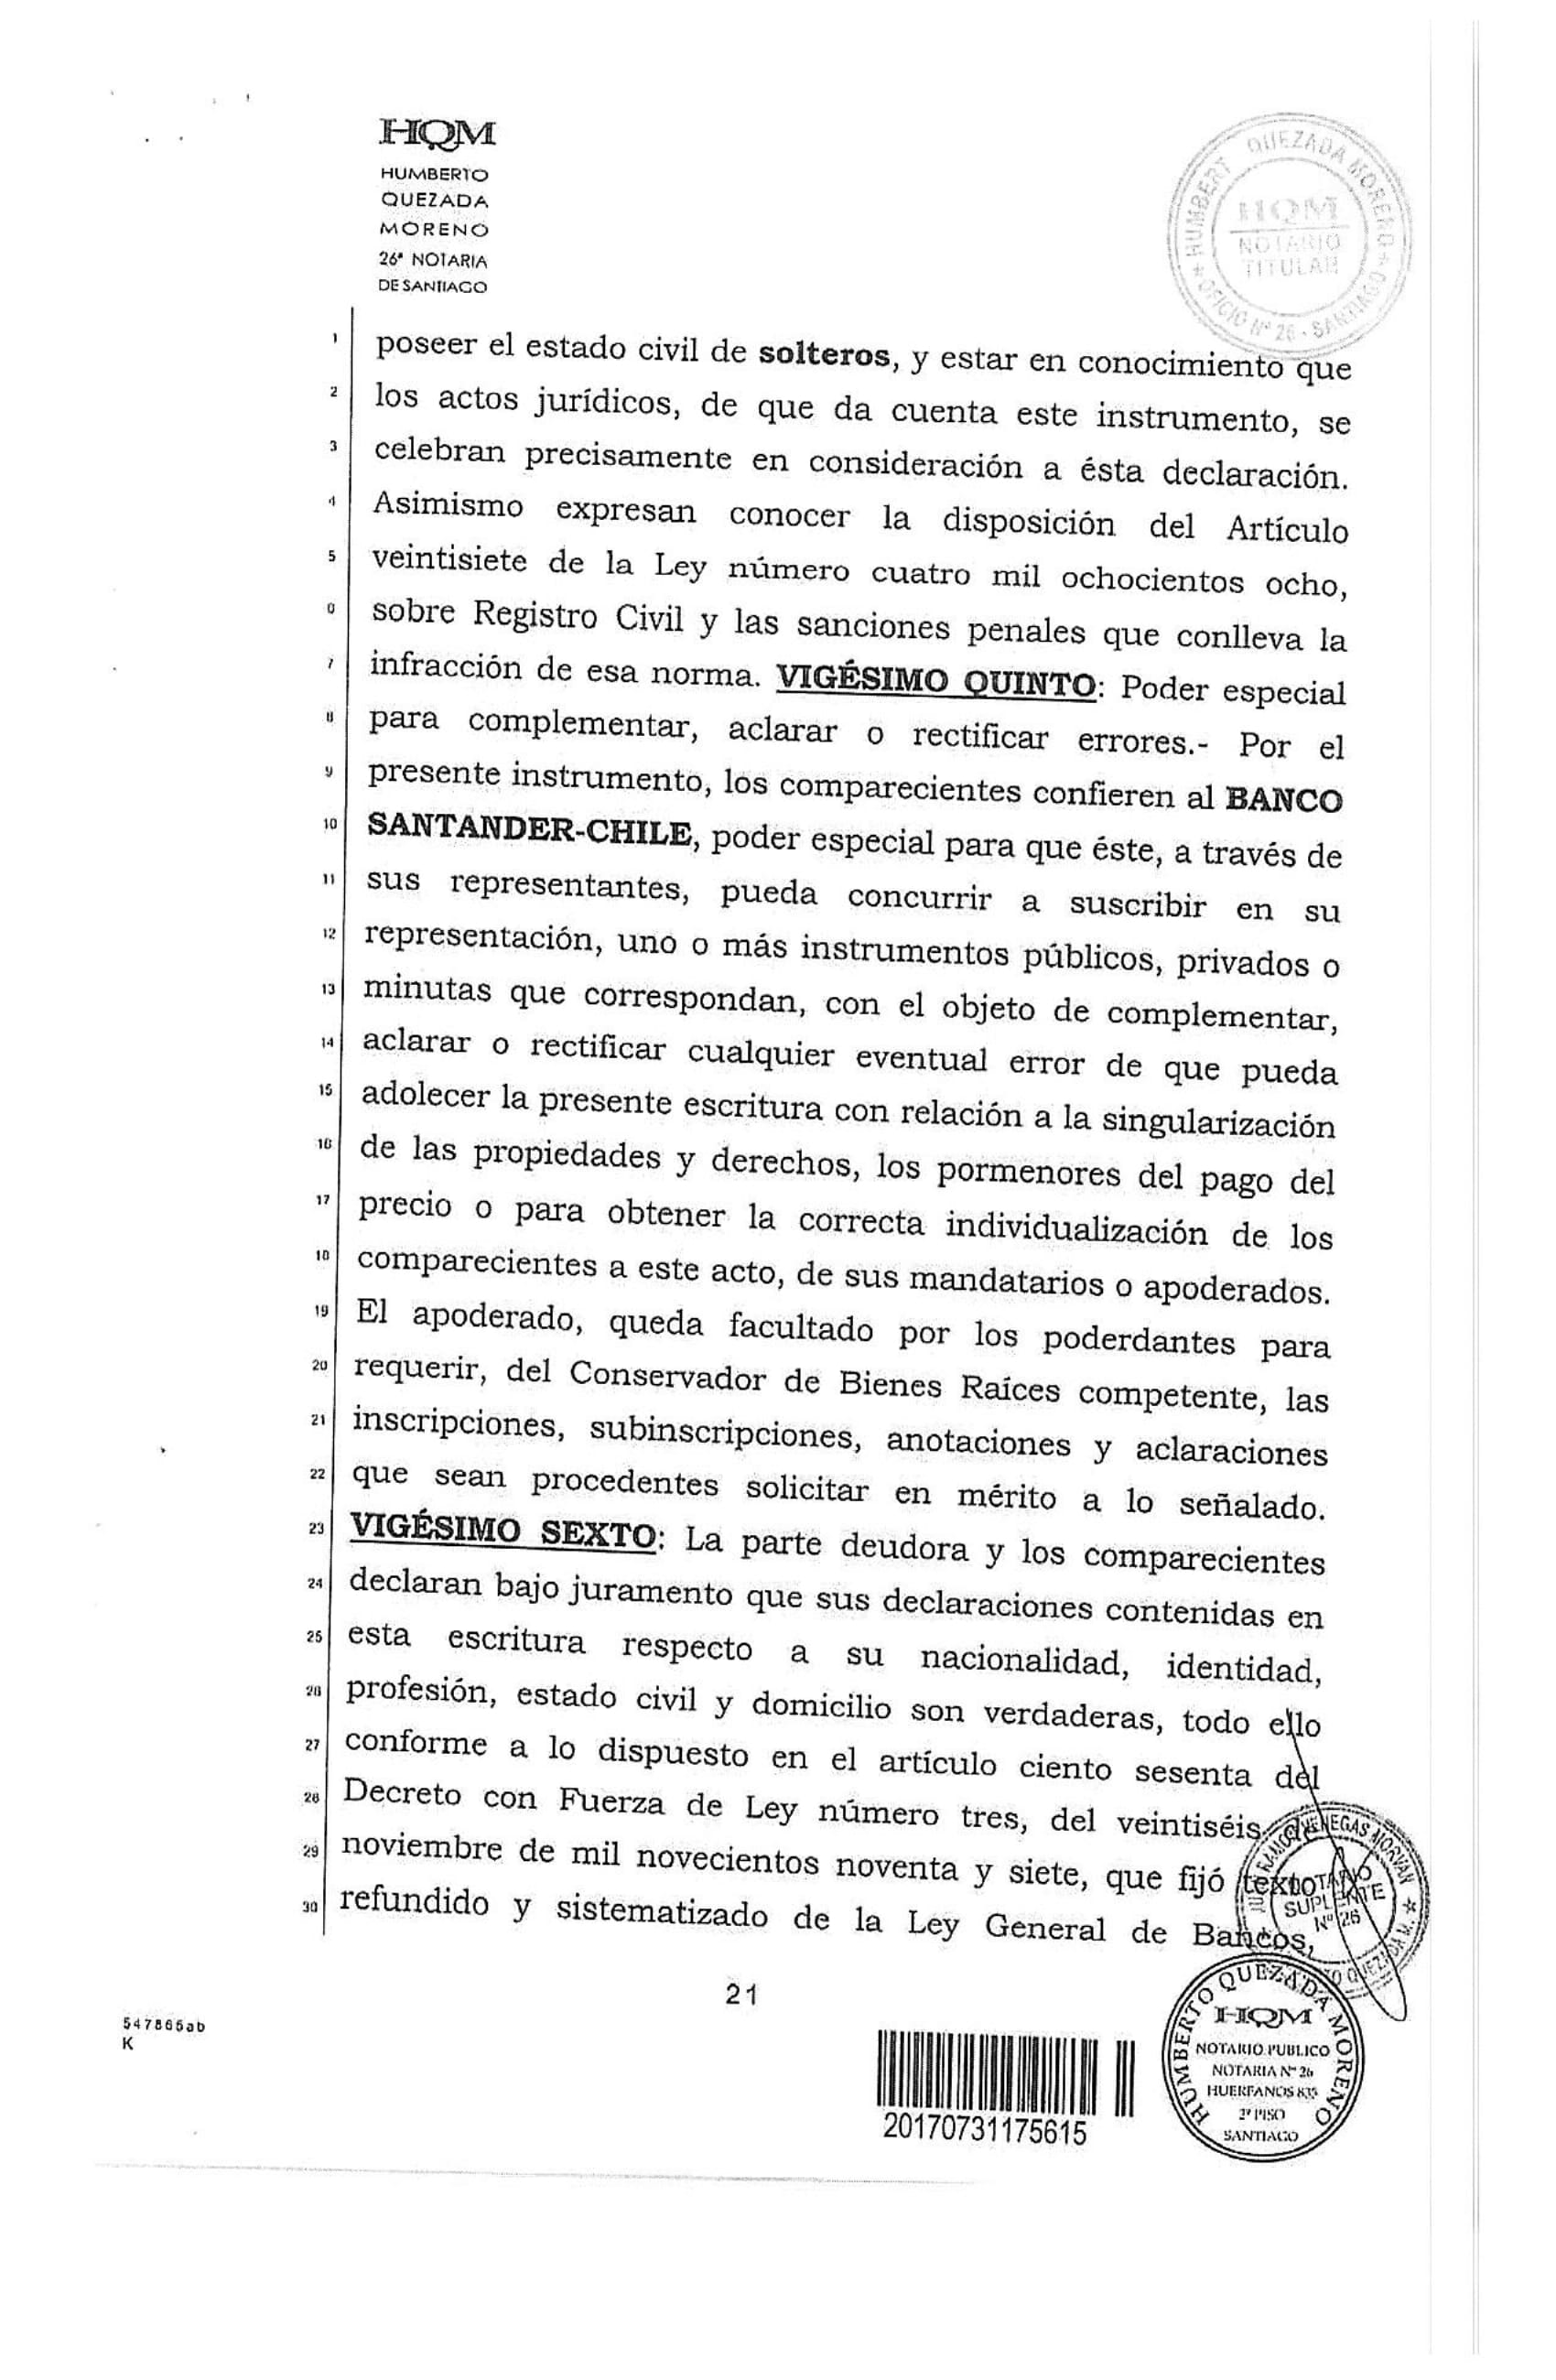 HQM
HUMBERTO
QUEZADA
MORENO
26ª NOTARIA
DE SANTIAGO
HUMBERT QUEZADA MORENO * OFICIO Nº 26 - SANTIAGO *
HQM
NOTARIO
TITULAR
1 poseer el estado civil de solteros, y estar en conocimiento que
2 los actos jurídicos, de que da cuenta este instrumento, se
3 celebran precisamente en consideración a ésta declaración.
4 Asimismo expresan conocer la disposición del Artículo
5 veintisiete de la Ley número cuatro mil ochocientos ocho,
6 sobre Registro Civil y las sanciones penales que conlleva la
7 infracción de esa norma. VIGÉSIMO QUINTO: Poder especial
8 para complementar, aclarar o rectificar errores.- Por el
9 presente instrumento, los comparecientes confieren al BANCO
10 SANTANDER-CHILE, poder especial para que éste, a través de
11 sus representantes, pueda concurrir a suscribir en su
12 representación, uno o más instrumentos públicos, privados o
13 minutas que correspondan, con el objeto de complementar,
14 aclarar o rectificar cualquier eventual error de que pueda
15 adolecer la presente escritura con relación a la singularización
16 de las propiedades y derechos, los pormenores del pago del
17 precio o para obtener la correcta individualización de los
18 comparecientes a este acto, de sus mandatarios o apoderados.
19 El apoderado, queda facultado por los poderdantes para
20 requerir, del Conservador de Bienes Raíces competente, las
21 inscripciones, subinscripciones, anotaciones y aclaraciones
22 que sean procedentes solicitar en mérito a lo señalado.
23 VIGÉSIMO SEXTO: La parte deudora y los comparecientes
24 declaran bajo juramento que sus declaraciones contenidas en
25 esta escritura respecto a su nacionalidad, identidad,
26 profesión, estado civil y domicilio son verdaderas, todo ello
27 conforme a lo dispuesto en el artículo ciento sesenta del
28 Decreto con Fuerza de Ley número tres, del veintiséis de
29 noviembre de mil novecientos noventa y siete, que fijó texto
30 refundido y sistematizado de la Ley General de Bancos,
VENEGAS MORVAN *
NOTARIO
SUPLENTE
Nº 26
21
547865ab
K
20170731175615
HUMBERTO QUEZADA MORENO
HQM
NOTARIO PUBLICO
NOTARIA Nº 26
HUERFANOS 835
2º PISO
SANTIAGO